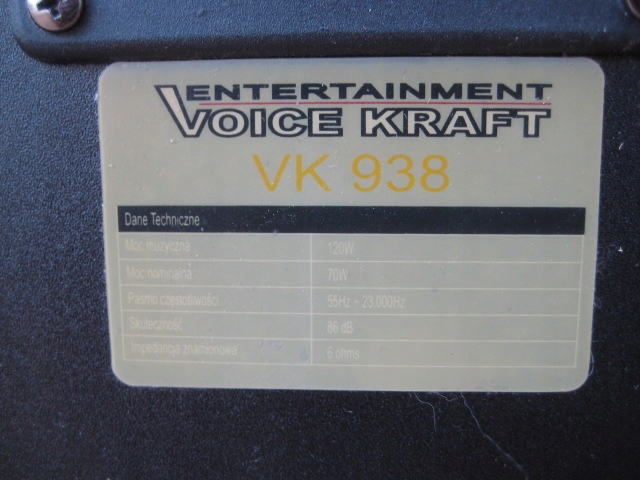 ENTERTAINMENT
VOICE KRAFT
VK 938
Dane Techniczne
Moc muzyczna 120W
Moc nominalna 70W
Pasmo częstotliwości 55Hz - 23.000Hz
Skuteczność 86 dB
Impedancja znamionowa 6 ohms